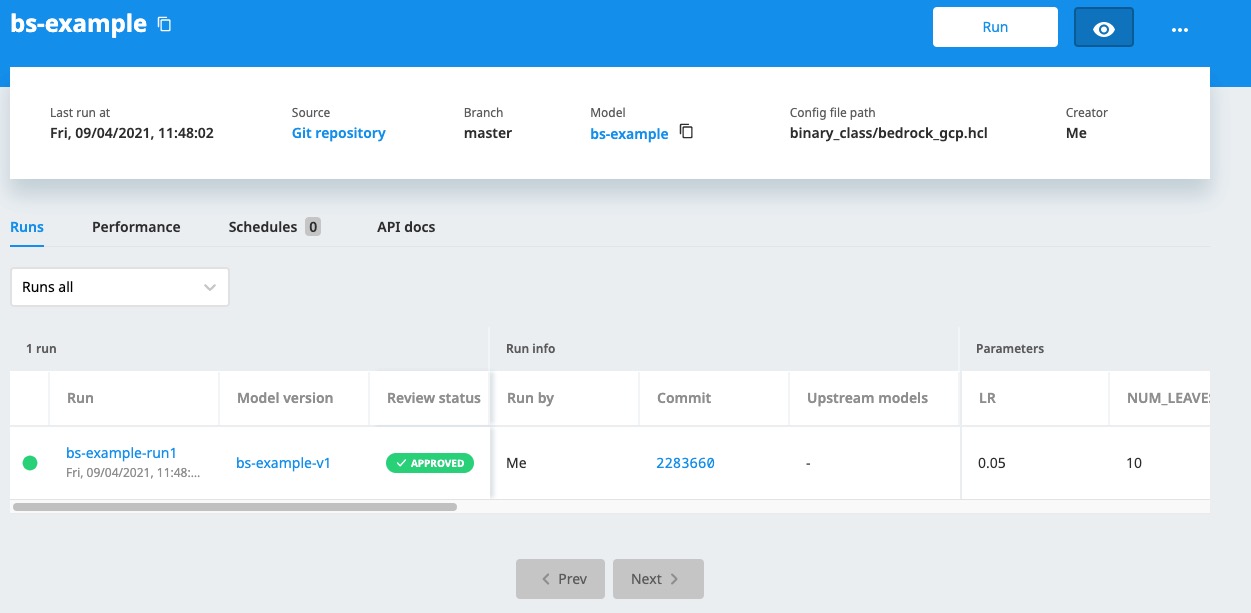 bs-example
Run
Last run at
Source
Branch
Model
Config file path
Creator
Fri, 09/04/2021, 11:48:02
Git repository
master
bs-example
binary_class/bedrock_gcp.hcl
Me
Runs
Performance
Schedules 0
API docs
Runs all
1 run
Run info
Parameters
Run
Model version
Review status
Run by
Commit
Upstream models
LR
NUM_LEAVES
bs-example-run1
Fri, 09/04/2021, 11:48:...
bs-example-v1
APPROVED
Me
2283660
-
0.05
10
Prev
Next